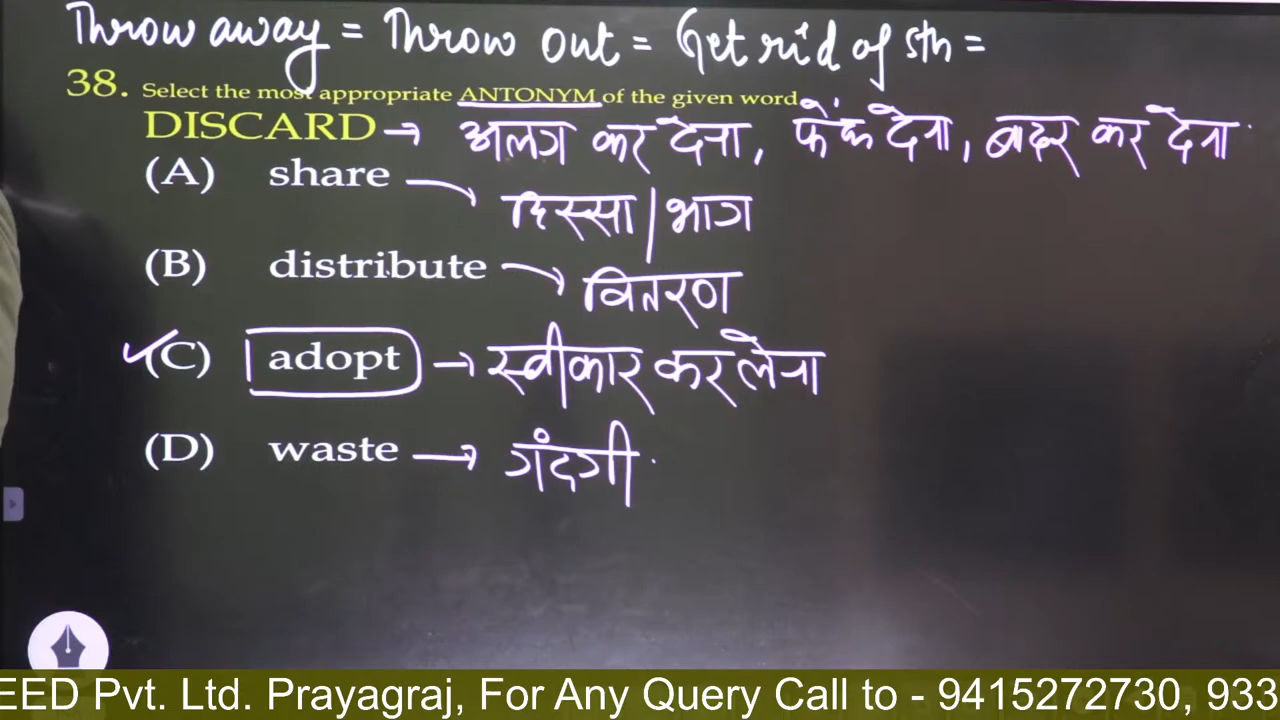 Throw away = Throw out = Get rid of sth =
38. Select the most appropriate ANTONYM of the given word
DISCARD → अलग कर देना, फेंक देना, बाहर कर देना
(A) share → हिस्सा/भाग
(B) distribute → वितरण
(C) adopt → स्वीकार कर लेना
(D) waste → गंदगी
EED Pvt. Ltd. Prayagraj, For Any Query Call to - 9415272730, 933